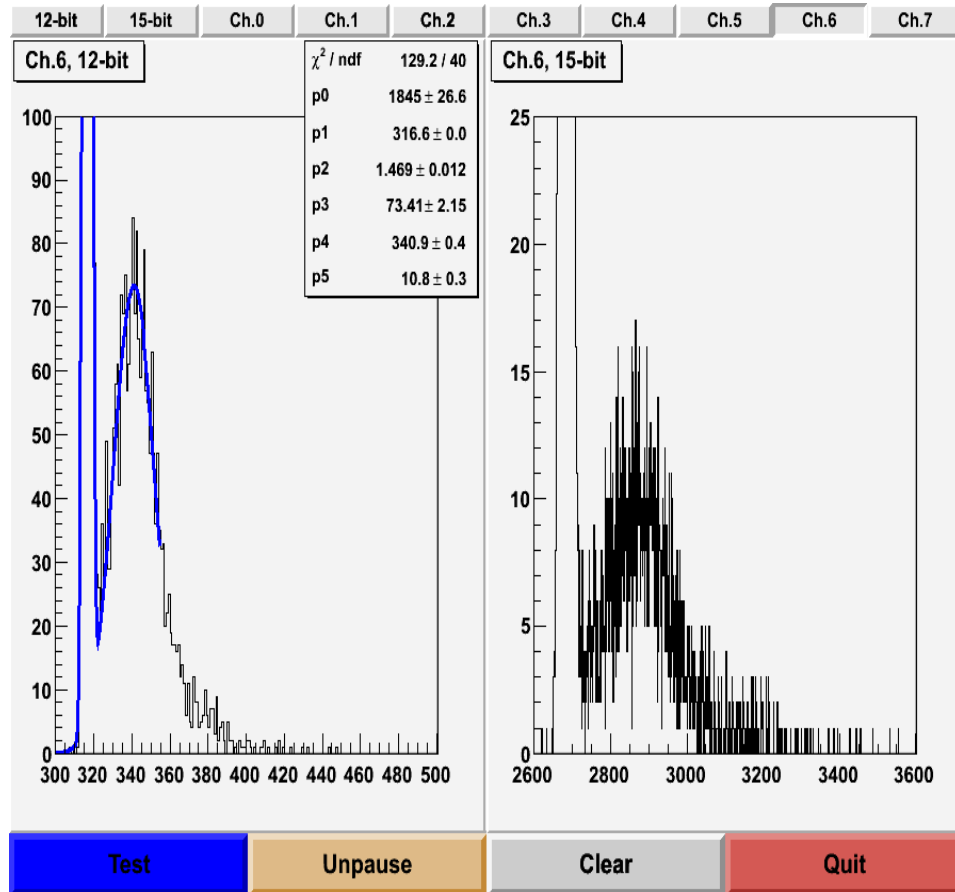 12-bit 15-bit Ch.0 Ch.1 Ch.2 Ch.3 Ch.4 Ch.5 Ch.6 Ch.7
Ch.6, 12-bit
χ² / ndf 129.2 / 40
p0 1845 ± 26.6
p1 316.6 ± 0.0
p2 1.469 ± 0.012
p3 73.41 ± 2.15
p4 340.9 ± 0.4
p5 10.8 ± 0.3
100
90
80
70
60
50
40
30
20
10
0
300 320 340 360 380 400 420 440 460 480 500
Ch.6, 15-bit
25
20
15
10
5
0
2600 2800 3000 3200 3400 3600
Test Unpause Clear Quit